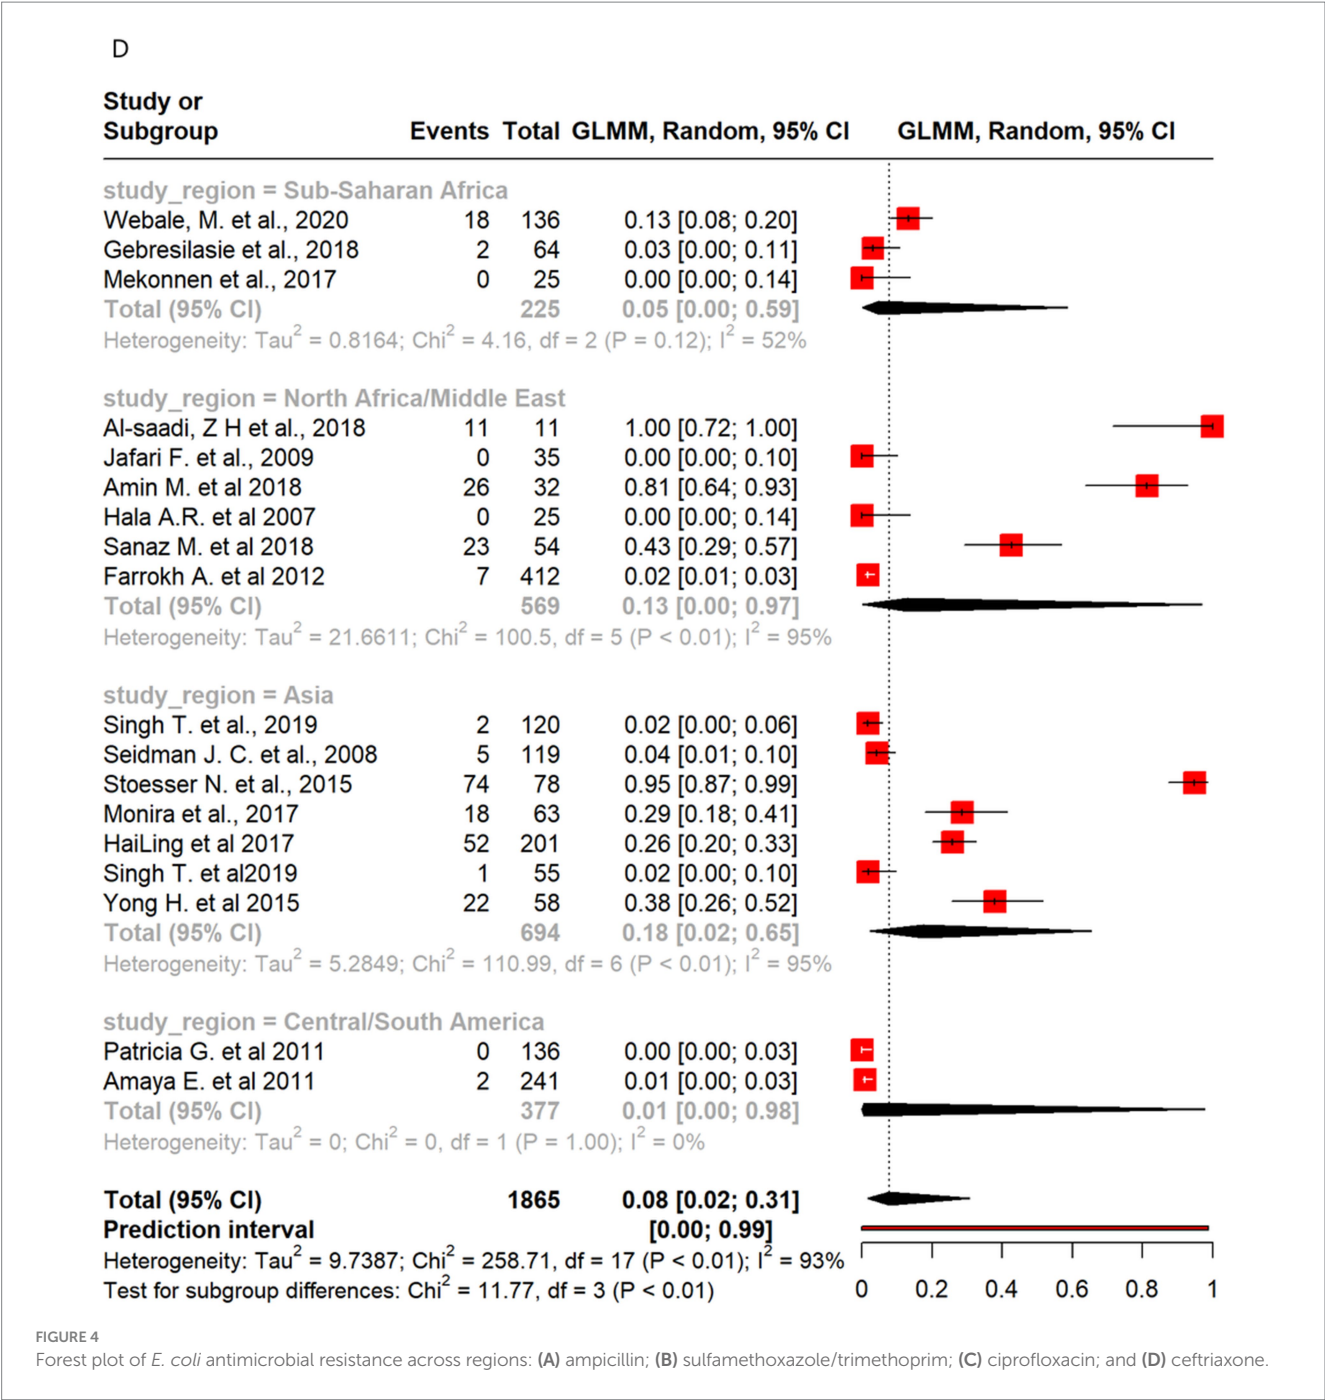 D
Study or
Subgroup Events Total GLMM, Random, 95% CI GLMM, Random, 95% CI
study_region = Sub-Saharan Africa
Webale, M. et al., 2020 18 136 0.13 [0.08; 0.20]
Gebresilasie et al., 2018 2 64 0.03 [0.00; 0.11]
Mekonnen et al., 2017 0 25 0.00 [0.00; 0.14]
Total (95% CI) 225 0.05 [0.00; 0.59]
Heterogeneity: Tau² = 0.8164; Chi² = 4.16, df = 2 (P = 0.12); I² = 52%
study_region = North Africa/Middle East
Al-saadi, Z H et al., 2018 11 11 1.00 [0.72; 1.00]
Jafari F. et al., 2009 0 35 0.00 [0.00; 0.10]
Amin M. et al 2018 26 32 0.81 [0.64; 0.93]
Hala A.R. et al 2007 0 25 0.00 [0.00; 0.14]
Sanaz M. et al 2018 23 54 0.43 [0.29; 0.57]
Farrokh A. et al 2012 7 412 0.02 [0.01; 0.03]
Total (95% CI) 569 0.13 [0.00; 0.97]
Heterogeneity: Tau² = 21.6611; Chi² = 100.5, df = 5 (P < 0.01); I² = 95%
study_region = Asia
Singh T. et al., 2019 2 120 0.02 [0.00; 0.06]
Seidman J. C. et al., 2008 5 119 0.04 [0.01; 0.10]
Stoesser N. et al., 2015 74 78 0.95 [0.87; 0.99]
Monira et al., 2017 18 63 0.29 [0.18; 0.41]
HaiLing et al 2017 52 201 0.26 [0.20; 0.33]
Singh T. et al2019 1 55 0.02 [0.00; 0.10]
Yong H. et al 2015 22 58 0.38 [0.26; 0.52]
Total (95% CI) 694 0.18 [0.02; 0.65]
Heterogeneity: Tau² = 5.2849; Chi² = 110.99, df = 6 (P < 0.01); I² = 95%
study_region = Central/South America
Patricia G. et al 2011 0 136 0.00 [0.00; 0.03]
Amaya E. et al 2011 2 241 0.01 [0.00; 0.03]
Total (95% CI) 377 0.01 [0.00; 0.98]
Heterogeneity: Tau² = 0; Chi² = 0, df = 1 (P = 1.00); I² = 0%
Total (95% CI) 1865 0.08 [0.02; 0.31]
Prediction interval [0.00; 0.99]
Heterogeneity: Tau² = 9.7387; Chi² = 258.71, df = 17 (P < 0.01); I² = 93%
Test for subgroup differences: Chi² = 11.77, df = 3 (P < 0.01)
0 0.2 0.4 0.6 0.8 1
FIGURE 4
Forest plot of E. coli antimicrobial resistance across regions: (A) ampicillin; (B) sulfamethoxazole/trimethoprim; (C) ciprofloxacin; and (D) ceftriaxone.